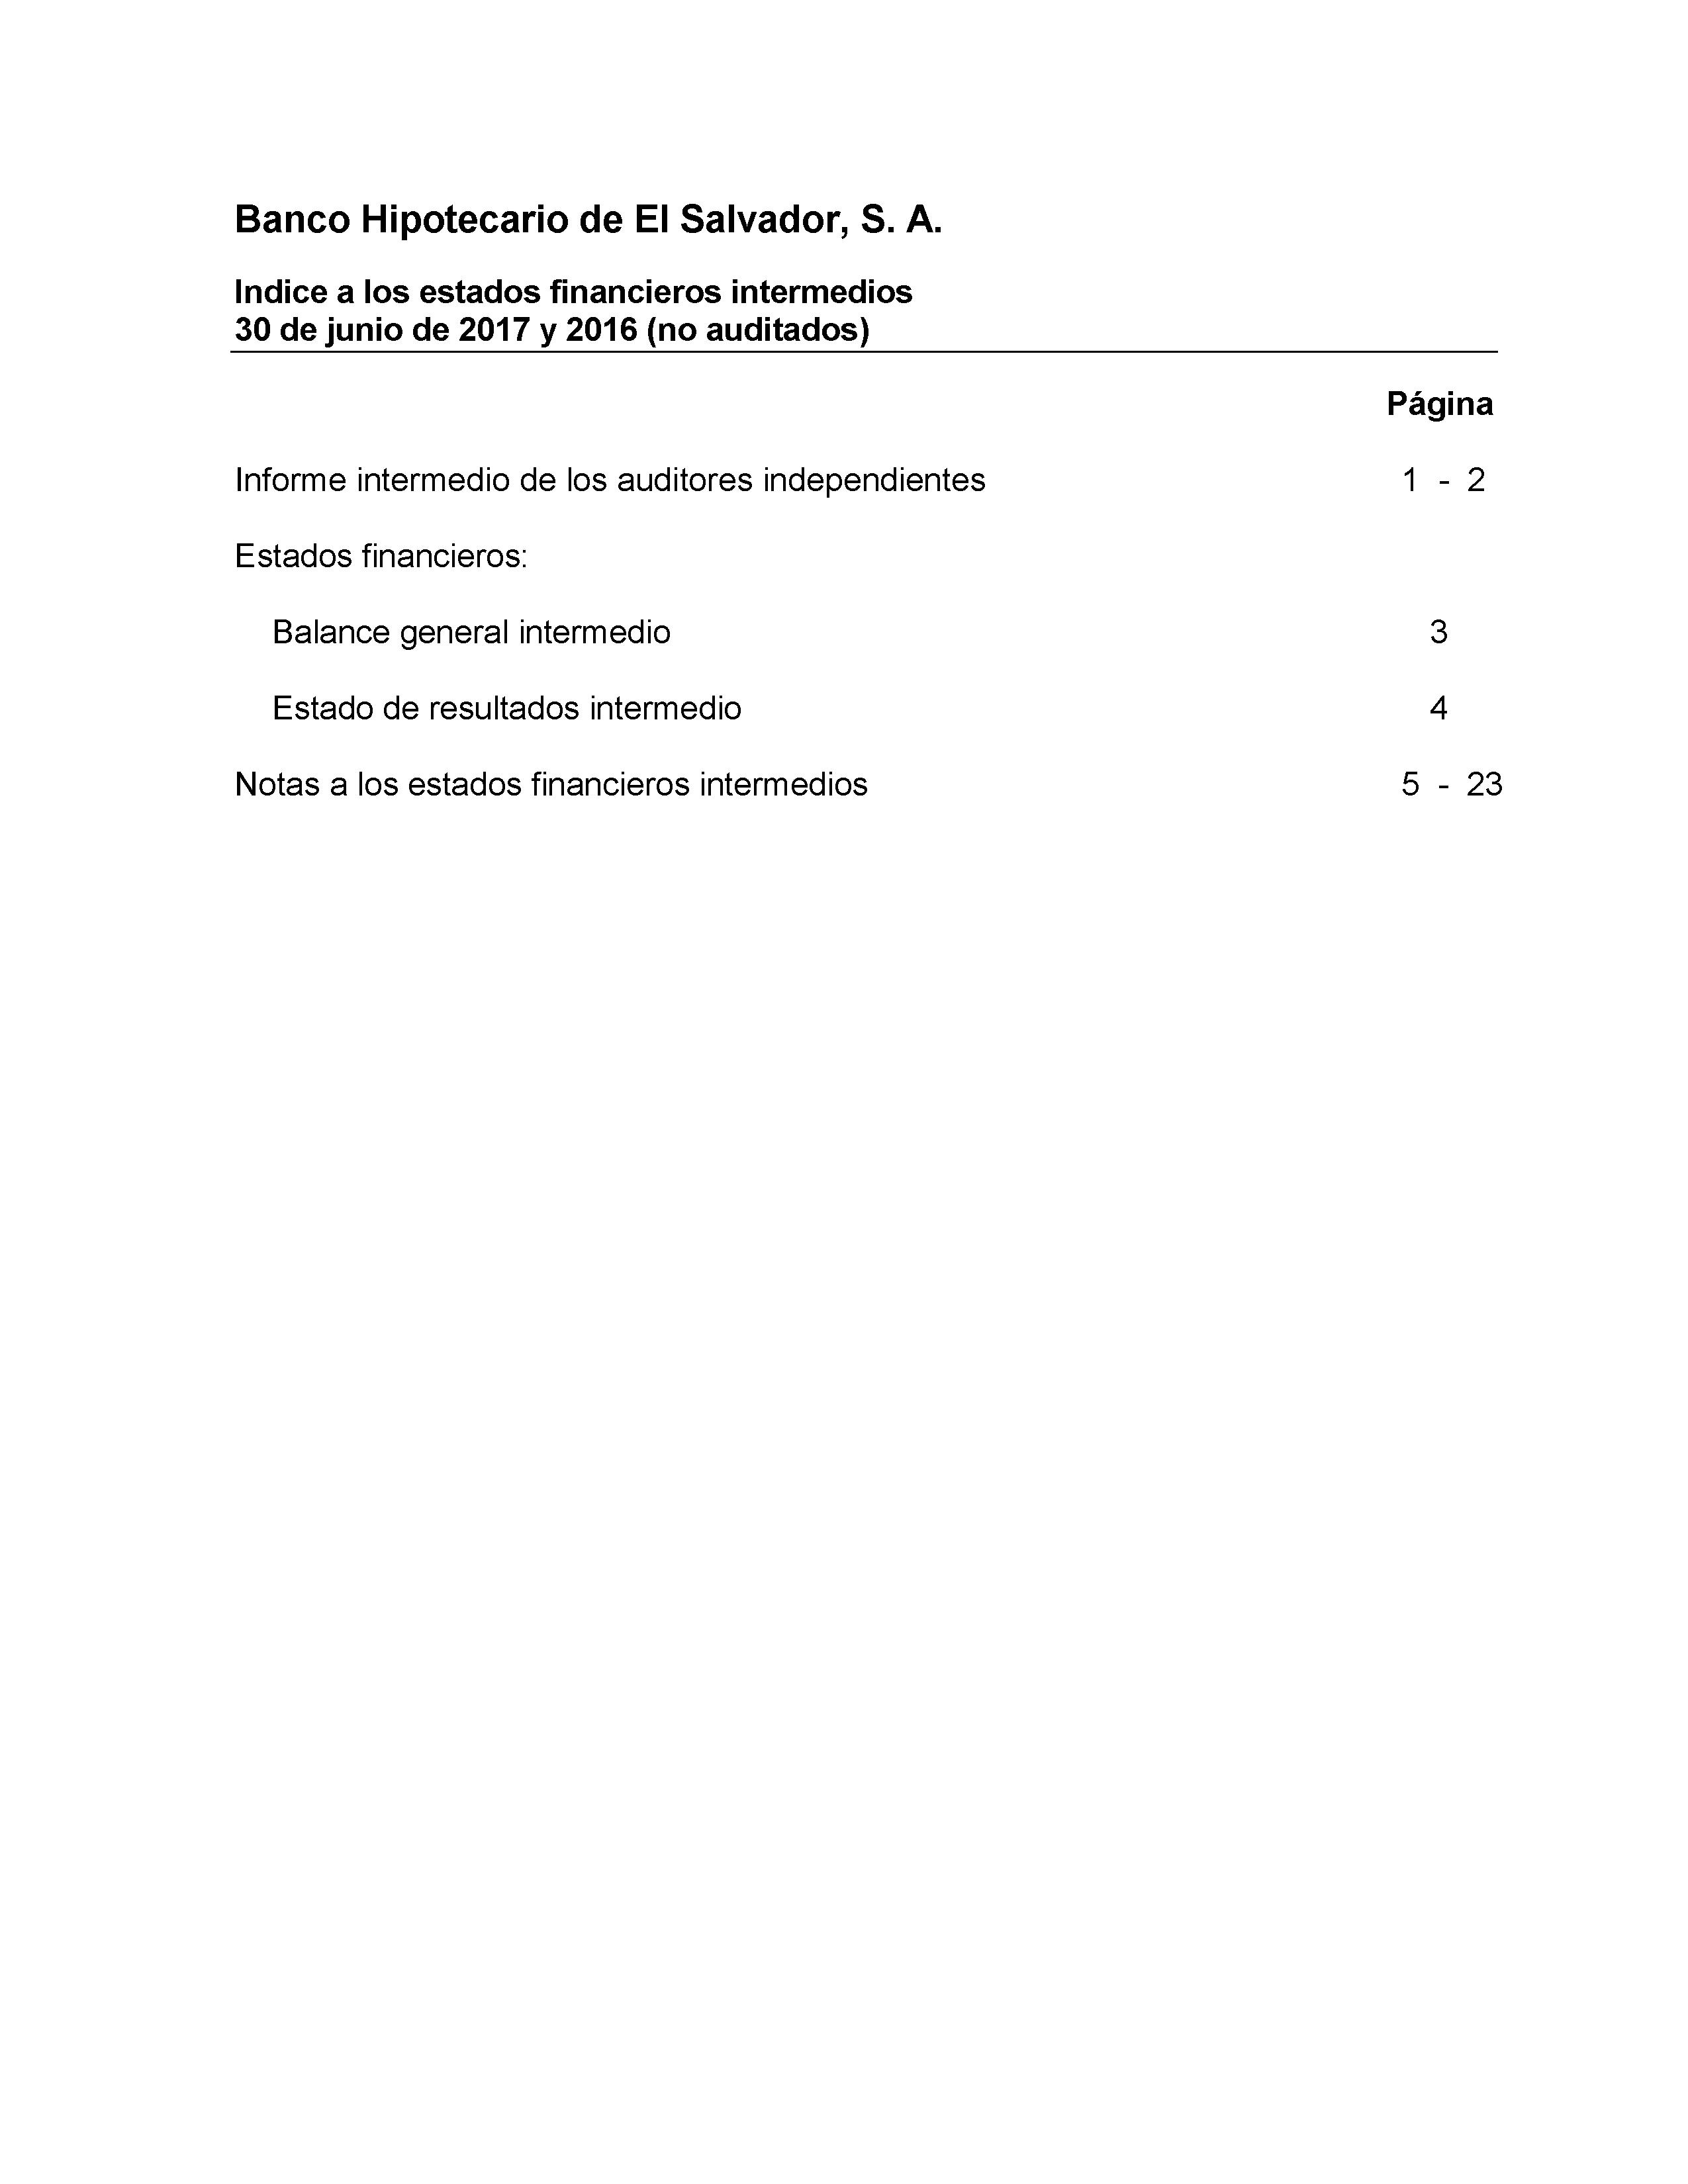 Banco Hipotecario de El Salvador, S. A.
Indice a los estados financieros intermedios
30 de junio de 2017 y 2016 (no auditados)
Página
Informe intermedio de los auditores independientes 1 - 2
Estados financieros:
Balance general intermedio 3
Estado de resultados intermedio 4
Notas a los estados financieros intermedios 5 - 23